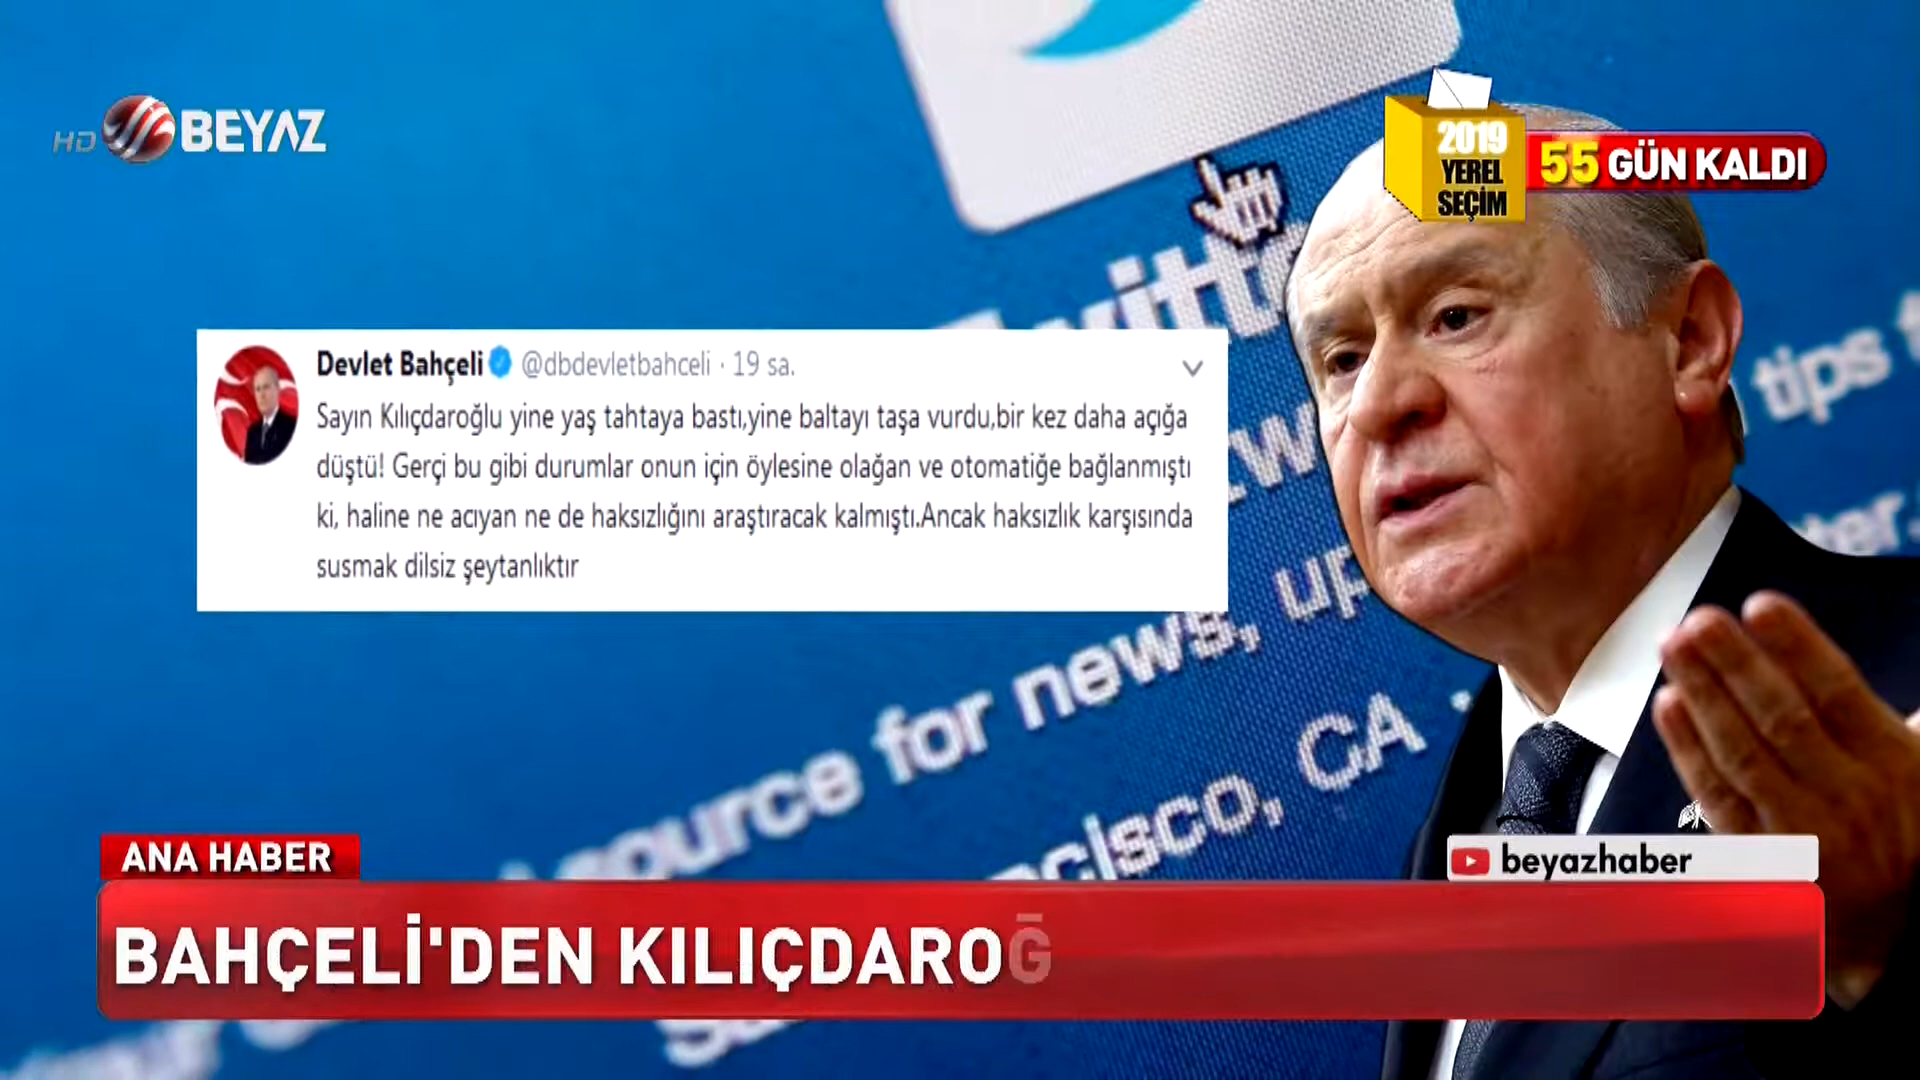 HD BEYAZ
2019
YEREL
SEÇİM
55 GÜN KALDI
Devlet Bahçeli @dbdevletbahceli · 19 sa.
Sayın Kılıçdaroğlu yine yaş tahtaya bastı,yine baltayı taşa vurdu,bir kez daha açığa
düştü! Gerçi bu gibi durumlar onun için öylesine olağan ve otomatiğe bağlanmıştı
ki, haline ne acıyan ne de haksızlığını araştıracak kalmıştı.Ancak haksızlık karşısında
susmak dilsiz şeytanlıktır
tips
source for news, up
CA
ANA HABER
beyazhaber
BAHÇELİ'DEN KILIÇDAROĞ